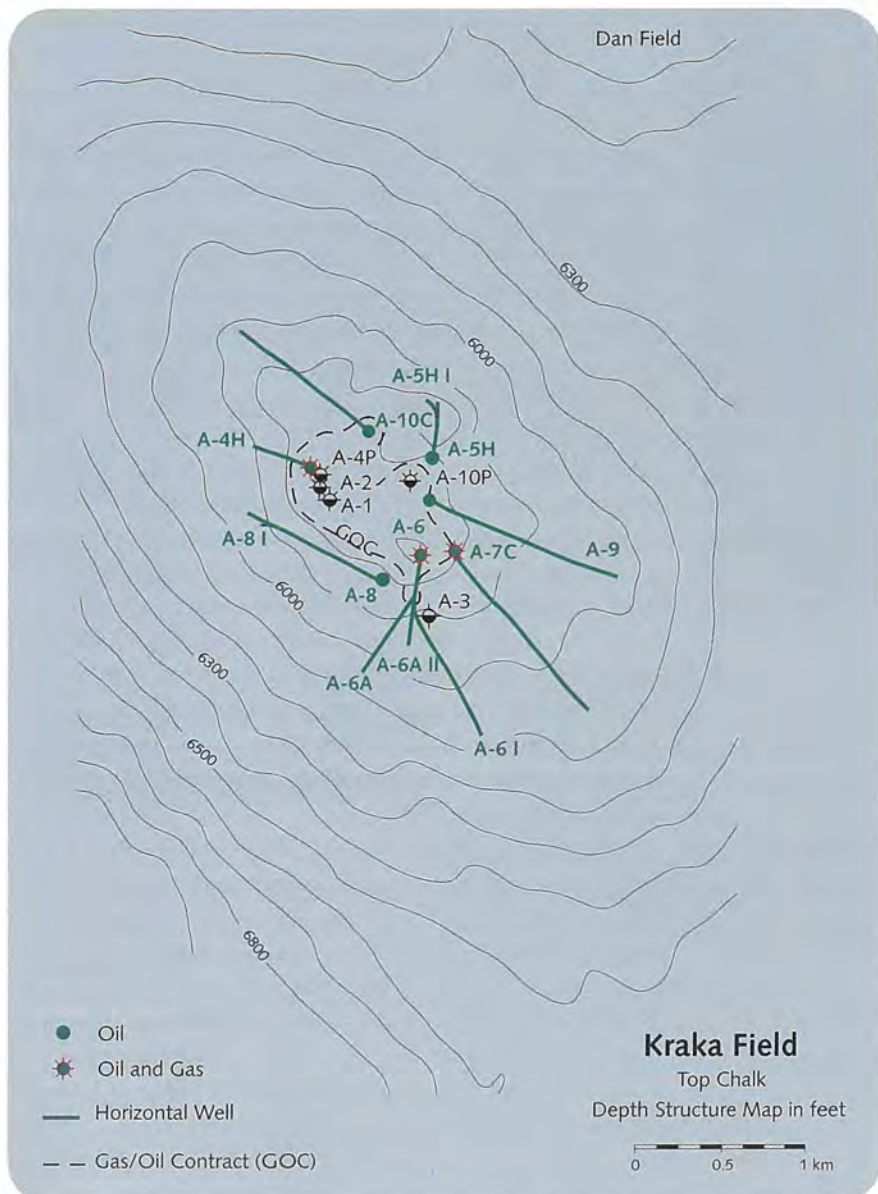 Dan Field
6300
6000
A-5H I
A-10C
A-4H
A-5H
A-4P
A-2
A-10P
A-1
A-6
GOC
A-8 I
A-7C
A-9
6000
A-8
A-3
6300
A-6A II
A-6A
6500
A-6 I
6800
Oil
Oil and Gas
Horizontal Well
Gas/Oil Contract (GOC)
Kraka Field
Top Chalk
Depth Structure Map in feet
0 0.5 1 km